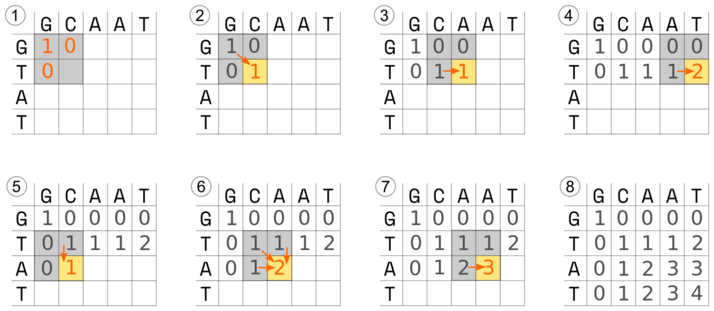 1
G C A A T
G 1 0
T 0
A
T
2
G C A A T
G 1 0
T 0 1
A
T
3
G C A A T
G 1 0 0
T 0 1 1
A
T
4
G C A A T
G 1 0 0 0 0
T 0 1 1 1 2
A
T
5
G C A A T
G 1 0 0 0 0
T 0 1 1 1 2
A 0 1
T
6
G C A A T
G 1 0 0 0 0
T 0 1 1 1 2
A 0 1 2
T
7
G C A A T
G 1 0 0 0 0
T 0 1 1 1 2
A 0 1 2 3
T
8
G C A A T
G 1 0 0 0 0
T 0 1 1 1 2
A 0 1 2 3 3
T 0 1 2 3 4